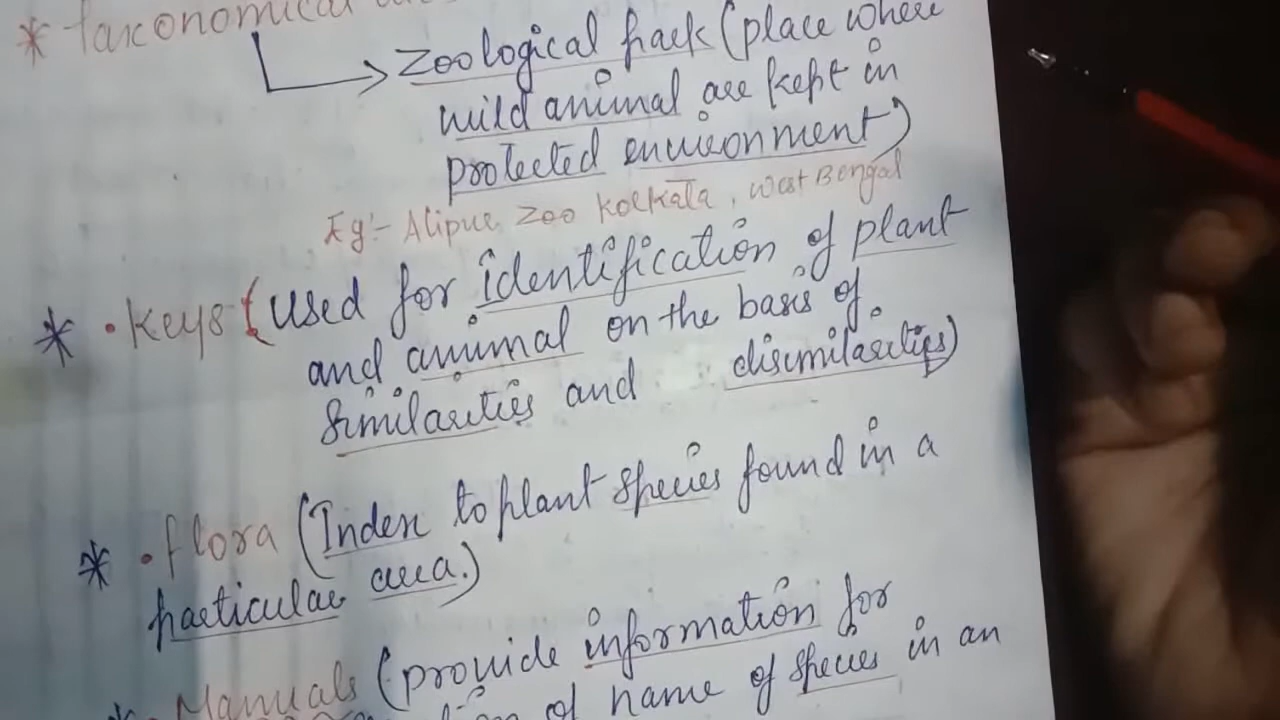 * Taxonomical
Zoological Park (place where
wild animal are kept in
protected environment)
Eg:- Alipur Zoo Kolkata, West Bengal
* • Keys (used for identification of plant
and animal on the basis of
similarities and dissimilarities)
* • Flora (Index to plant species found in a
particular area.)
* • Manuals (provide information for
of name of species in an